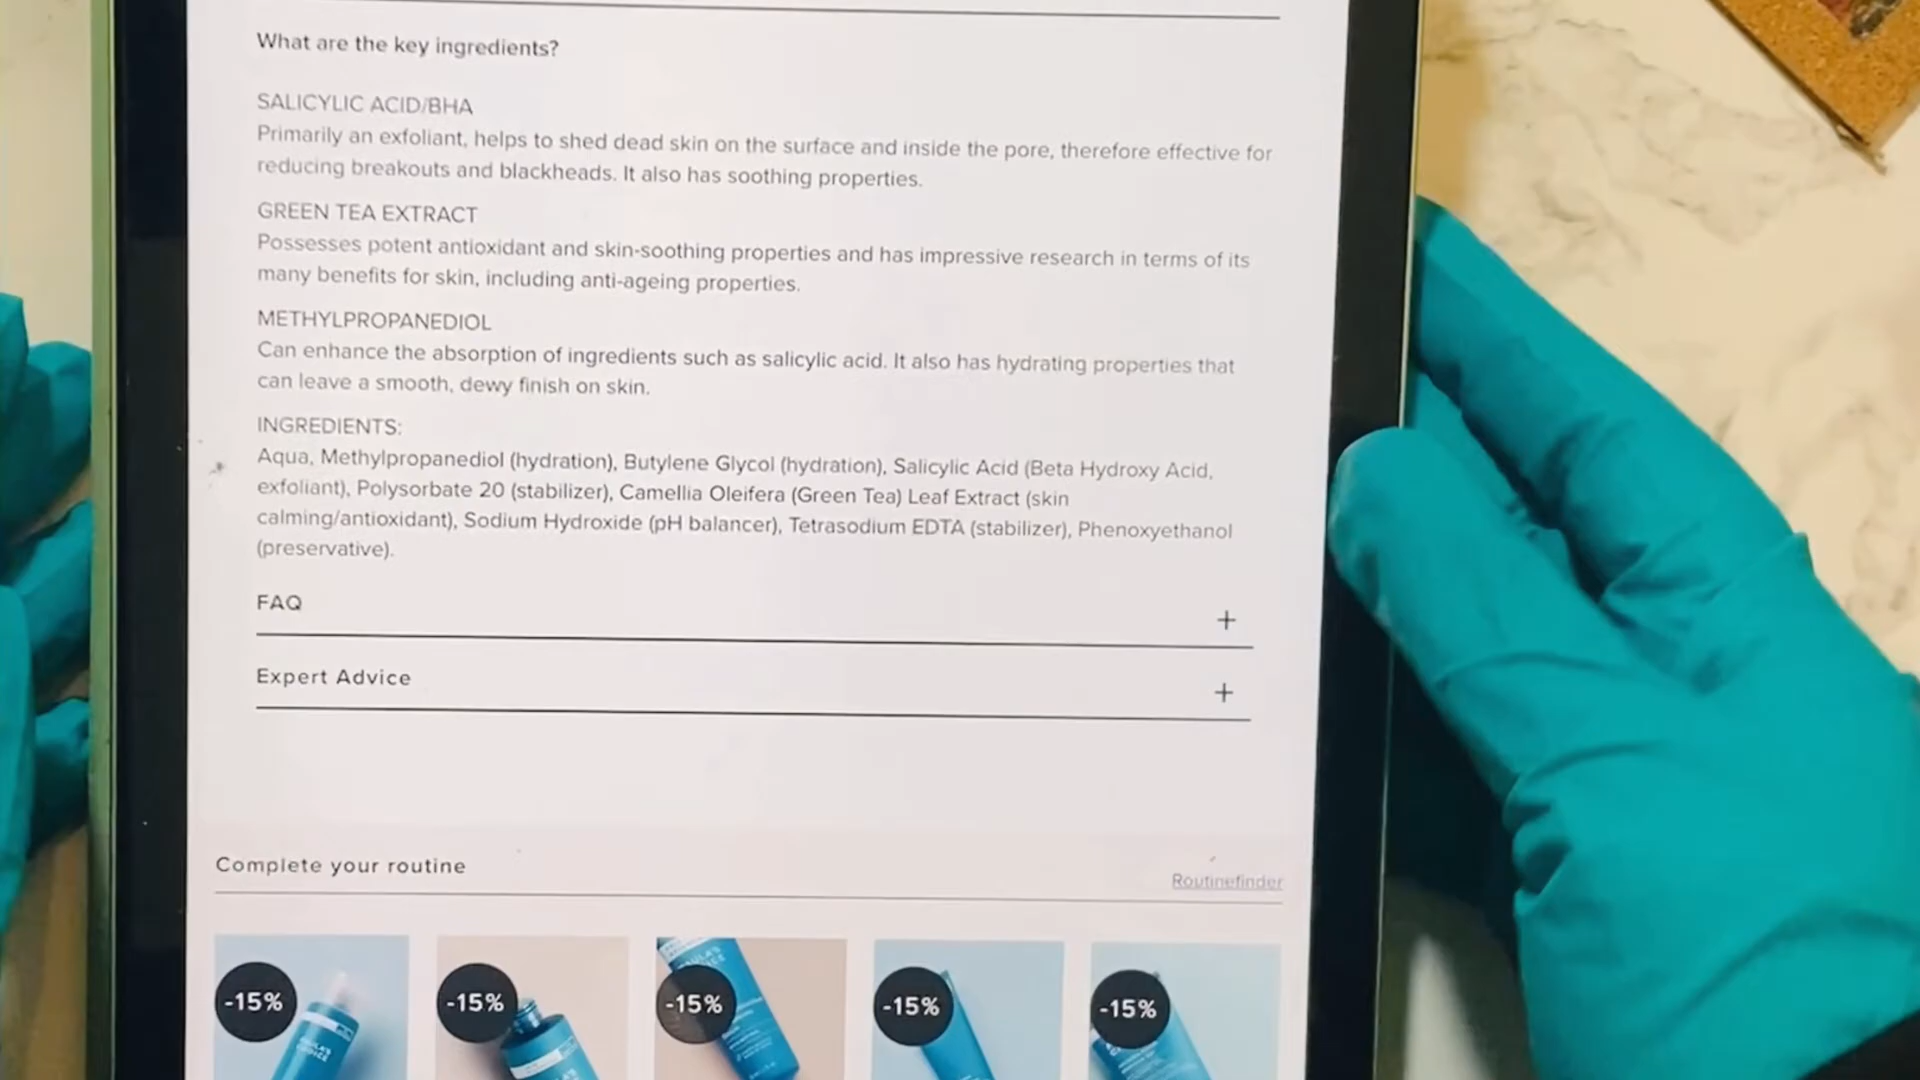 What are the key ingredients?
SALICYLIC ACID/BHA
Primarily an exfoliant, helps to shed dead skin on the surface and inside the pore, therefore effective for
reducing breakouts and blackheads. It also has soothing properties.
GREEN TEA EXTRACT
Possesses potent antioxidant and skin-soothing properties and has impressive research in terms of its
many benefits for skin, including anti-ageing properties.
METHYLPROPANEDIOL
Can enhance the absorption of ingredients such as salicylic acid. It also has hydrating properties that
can leave a smooth, dewy finish on skin.
INGREDIENTS:
Aqua, Methylpropanediol (hydration), Butylene Glycol (hydration), Salicylic Acid (Beta Hydroxy Acid,
exfoliant), Polysorbate 20 (stabilizer), Camellia Oleifera (Green Tea) Leaf Extract (skin
calming/antioxidant), Sodium Hydroxide (pH balancer), Tetrasodium EDTA (stabilizer), Phenoxyethanol
(preservative).
FAQ +
Expert Advice +
Complete your routine
Routinefinder
-15% -15% -15% -15% -15%
PAULA'S
CHOICE